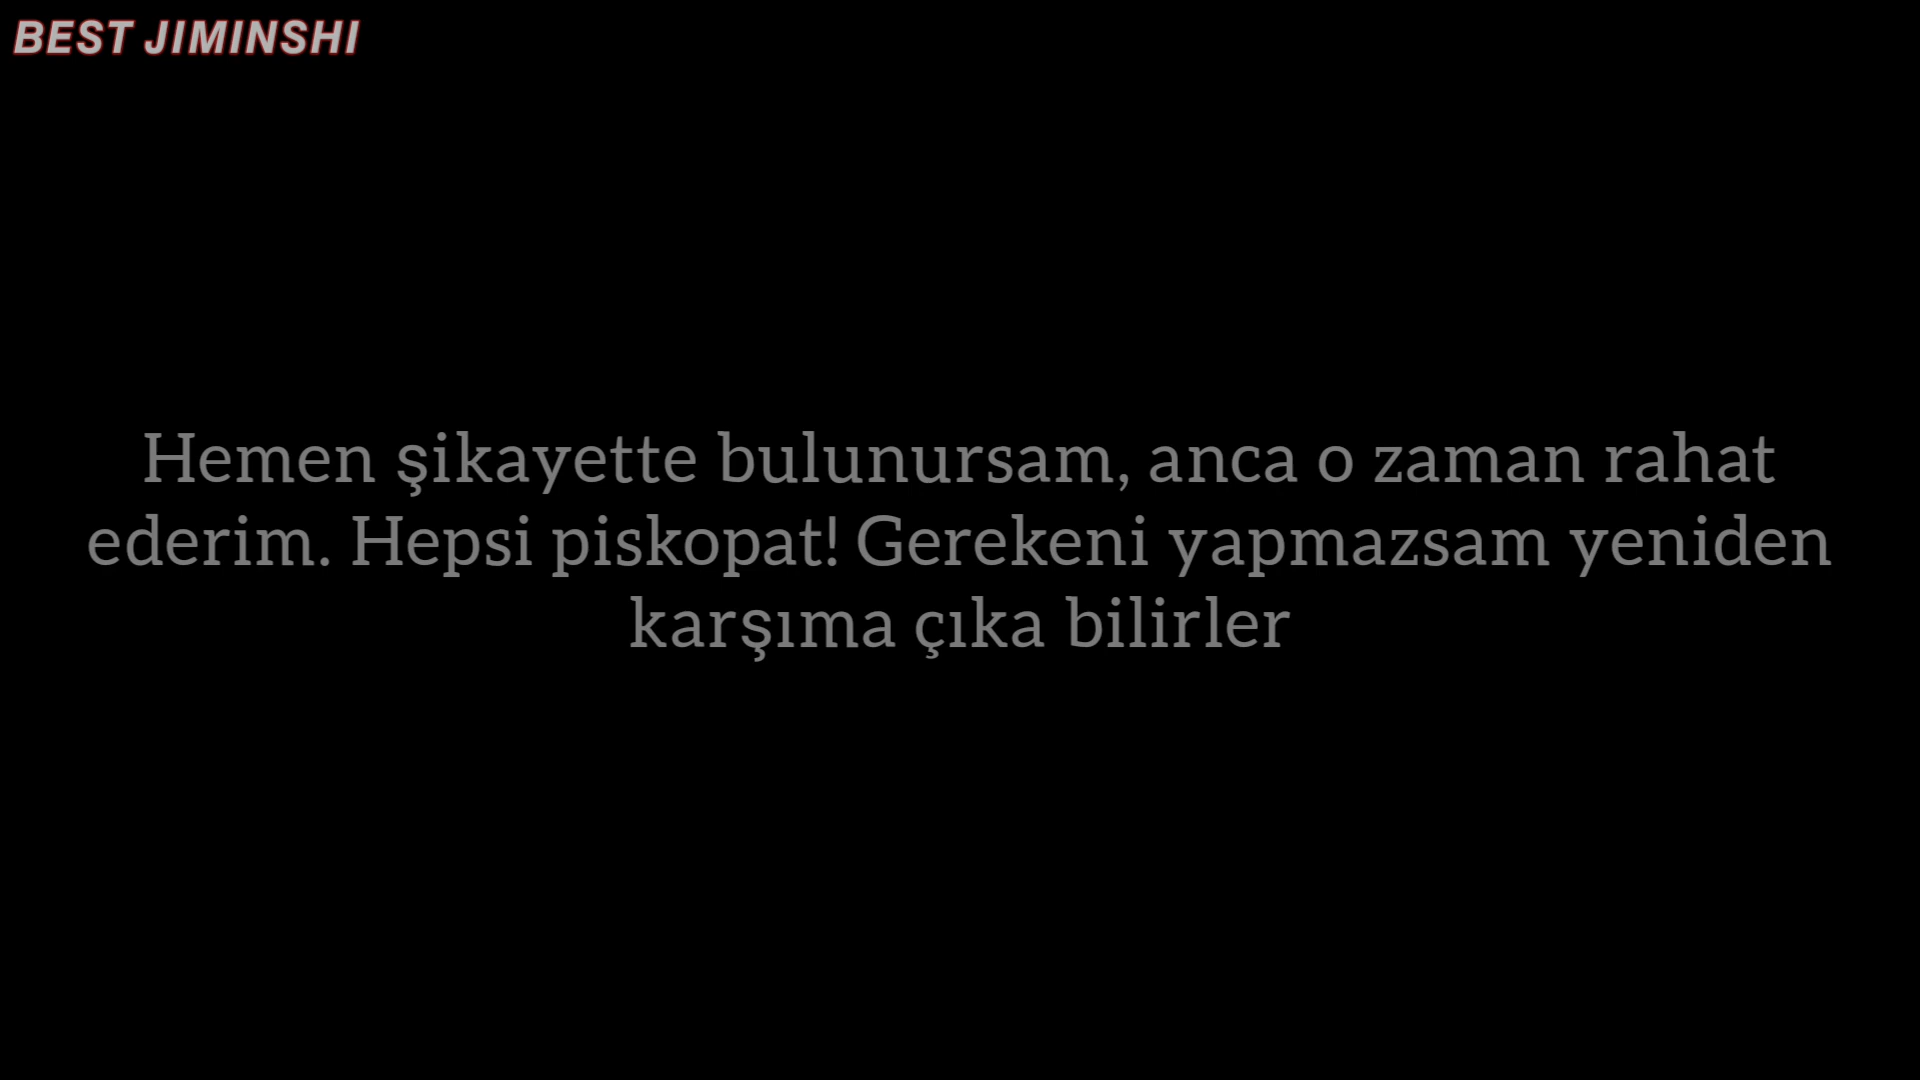 BEST JIMINSHI
Hemen şikayette bulunursam, anca o zaman rahat
ederim. Hepsi piskopat! Gerekeni yapmazsam yeniden
karşıma çıka bilirler